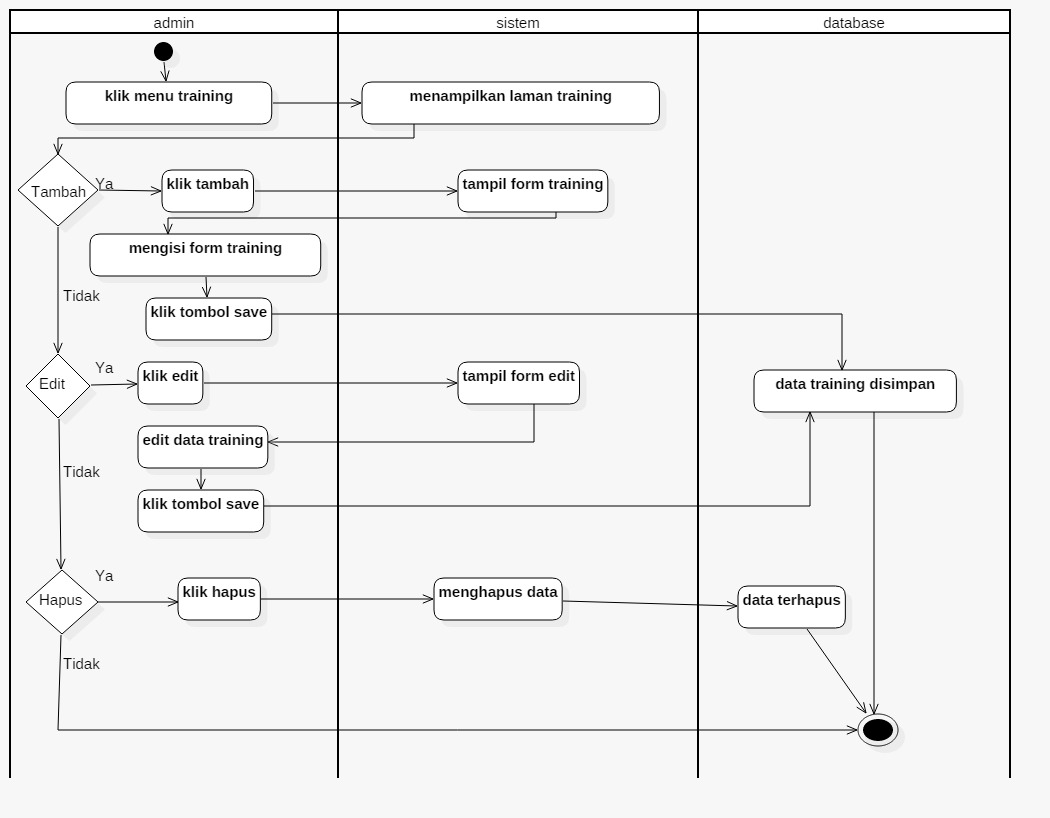 admin
sistem
database
klik menu training
menampilkan laman training
Tambah
Ya
klik tambah
tampil form training
mengisi form training
Tidak
klik tombol save
Edit
Ya
klik edit
tampil form edit
data training disimpan
edit data training
Tidak
klik tombol save
Ya
Hapus
klik hapus
menghapus data
data terhapus
Tidak